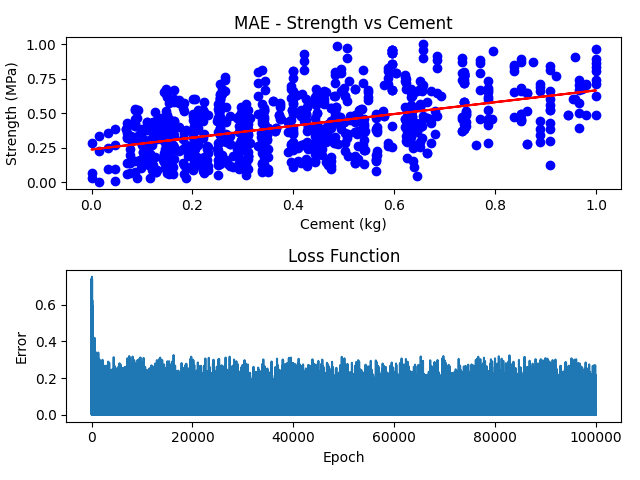 MAE - Strength vs Cement
Strength (MPa)
1.00
0.75
0.50
0.25
0.00
0.0 0.2 0.4 0.6 0.8 1.0
Cement (kg)
Loss Function
Error
0.6
0.4
0.2
0.0
0 20000 40000 60000 80000 100000
Epoch